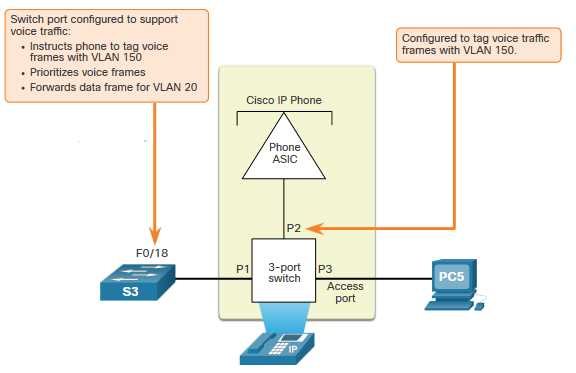 Switch port configured to support
voice traffic:
• Instructs phone to tag voice
frames with VLAN 150
• Prioritizes voice frames
• Forwards data frame for VLAN 20
Configured to tag voice traffic
frames with VLAN 150.
Cisco IP Phone
Phone
ASIC
P2
F0/18
P1
3-port
switch
P3
Access
port
S3
PC5
IP